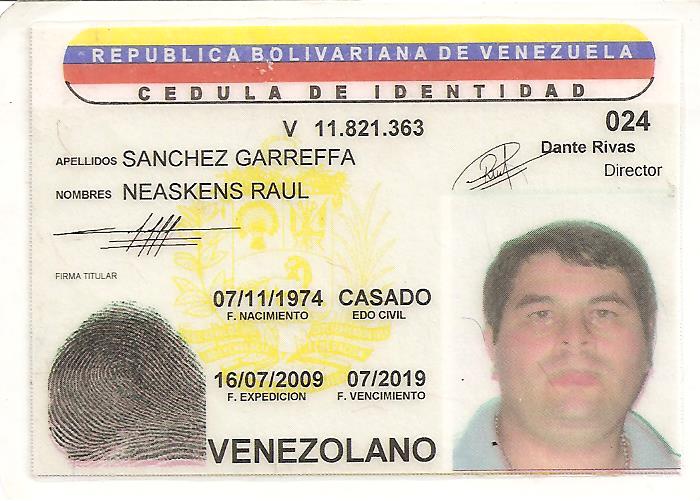 REPUBLICA BOLIVARIANA DE VENEZUELA
CEDULA DE IDENTIDAD
V 11.821.363
024
APELLIDOS SANCHEZ GARREFFA
Dante Rivas
Director
NOMBRES NEASKENS RAUL
FIRMA TITULAR
07/11/1974 CASADO
F. NACIMIENTO EDO CIVIL
16/07/2009 07/2019
F. EXPEDICION F. VENCIMIENTO
VENEZOLANO